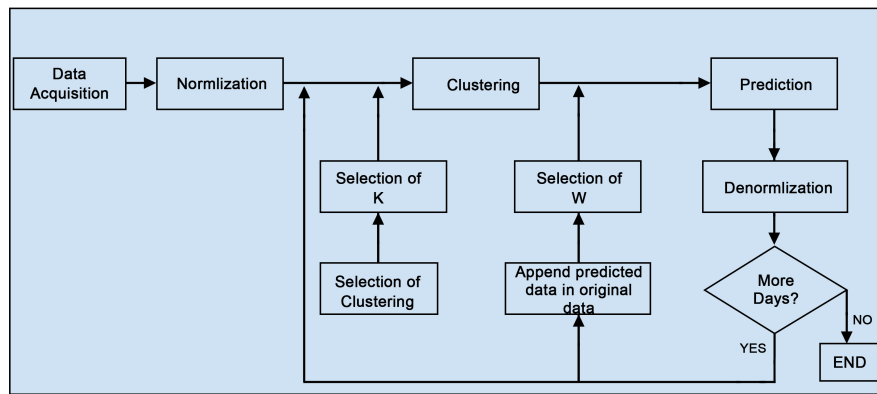 Data
Acquisition
Normlization
Clustering
Prediction
Selection of
K
Selection of
W
Denormlization
Selection of
Clustering
Append predicted
data in original
data
More
Days?
NO
YES
END